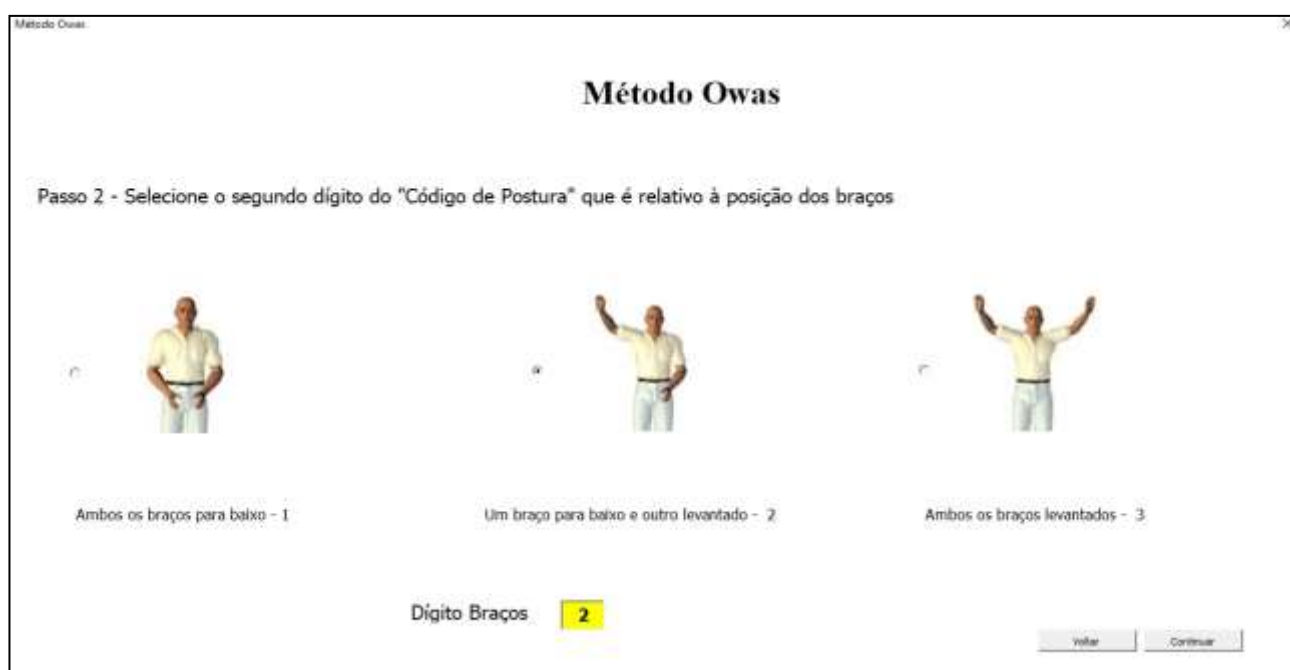 Método Owas
Método Owas
Passo 2 - Selecione o segundo dígito do "Código de Postura" que é relativo à posição dos braços
Ambos os braços para baixo - 1
Um braço para baixo e outro levantado - 2
Ambos os braços levantados - 3
Dígito Braços 2
Voltar Continuar